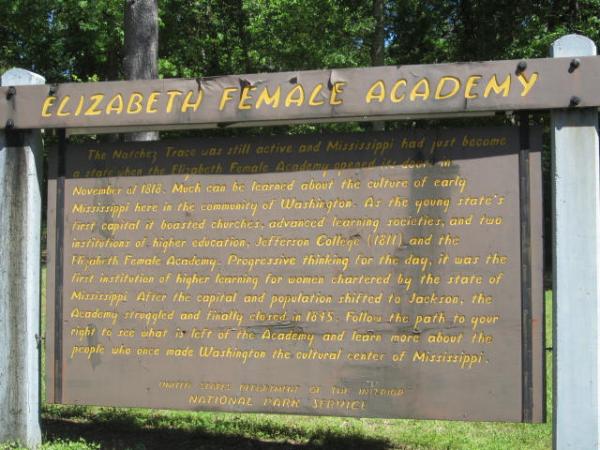 ELIZABETH FEMALE ACADEMY
The Natchez Trace was still active and Mississippi had just become
a state when the Elizabeth Female Academy opened its doors in
November of 1818. Much can be learned about the culture of early
Mississippi here in the community of Washington. As the young state's
first capital it boasted churches, advanced learning societies, and two
institutions of higher education, Jefferson College (1811) and the
Elizabeth Female Academy. Progressive thinking for the day, it was the
first institution of higher learning for women chartered by the state of
Mississippi. After the capital and population shifted to Jackson, the
Academy struggled and finally closed in 1845. Follow the path to your
right to see what is left of the Academy and learn more about the
people who once made Washington the cultural center of Mississippi.
UNITED STATES DEPARTMENT OF THE INTERIOR
NATIONAL PARK SERVICE